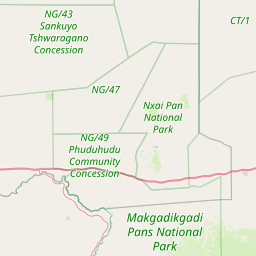 NG/43
Sankuyo
Tshwaragano
Concession
CT/1
NG/47
Nxai Pan
National
Park
NG/49
Phuduhudu
Community
Concession
Makgadikgadi
Pans National
Park